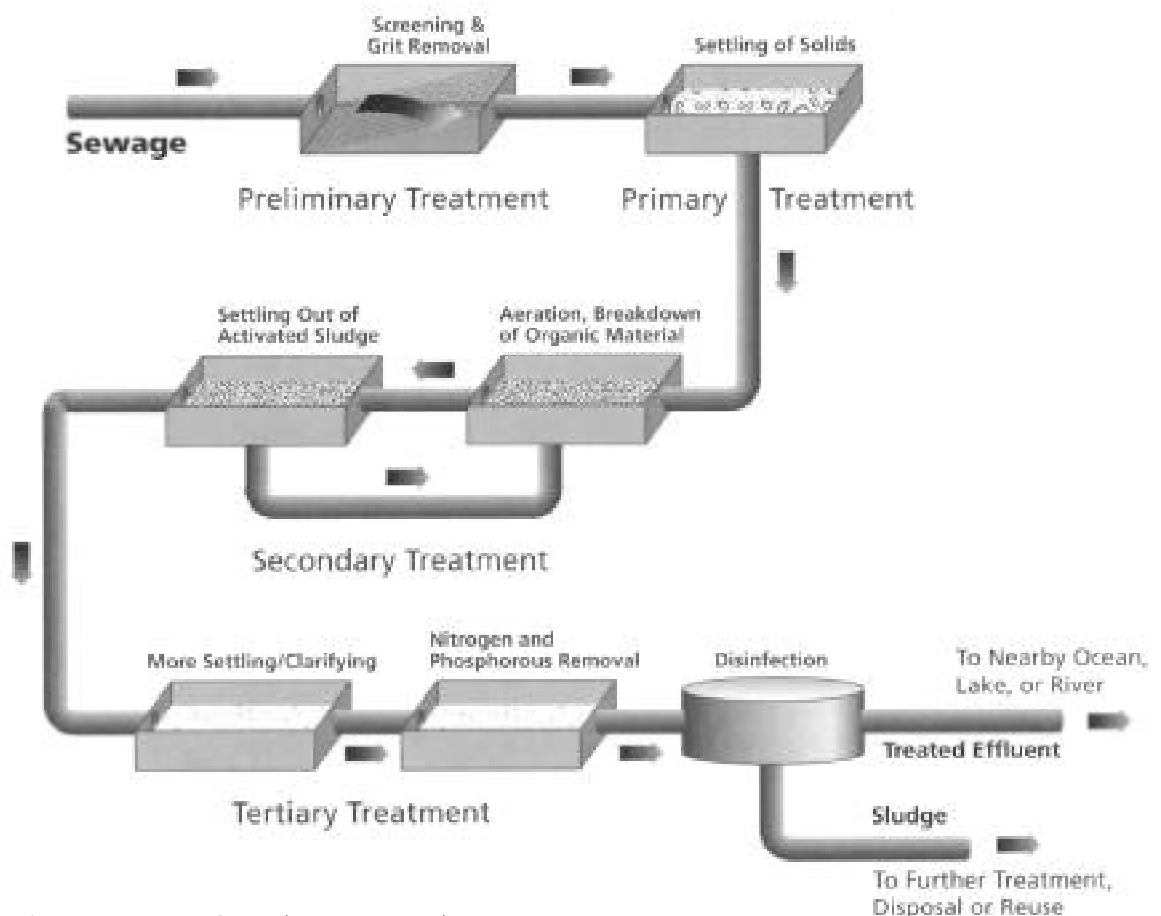 Screening &
Grit Removal
Settling of Solids
Sewage
Preliminary Treatment
Primary Treatment
Settling Out of
Activated Sludge
Aeration, Breakdown
of Organic Material
Secondary Treatment
More Settling/Clarifying
Nitrogen and
Phosphorous Removal
Disinfection
To Nearby Ocean,
Lake, or River
Treated Effluent
Tertiary Treatment
Sludge
To Further Treatment,
Disposal or Reuse